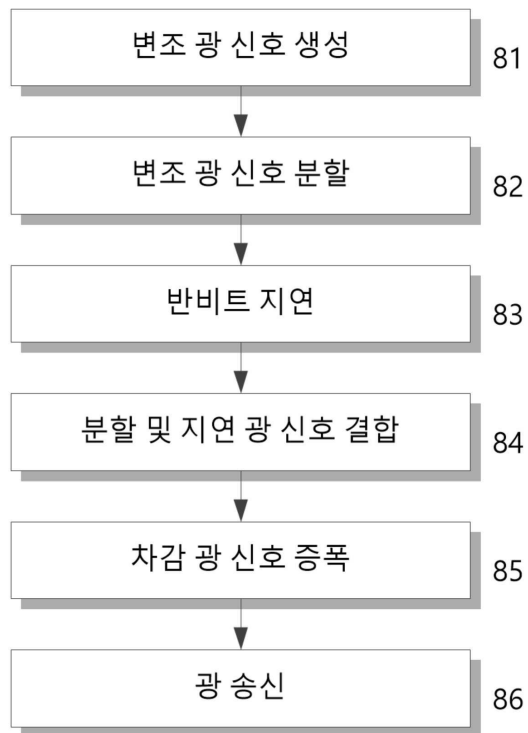 변조 광 신호 생성
81
변조 광 신호 분할
82
반비트 지연
83
분할 및 지연 광 신호 결합
84
차감 광 신호 증폭
85
광 송신
86